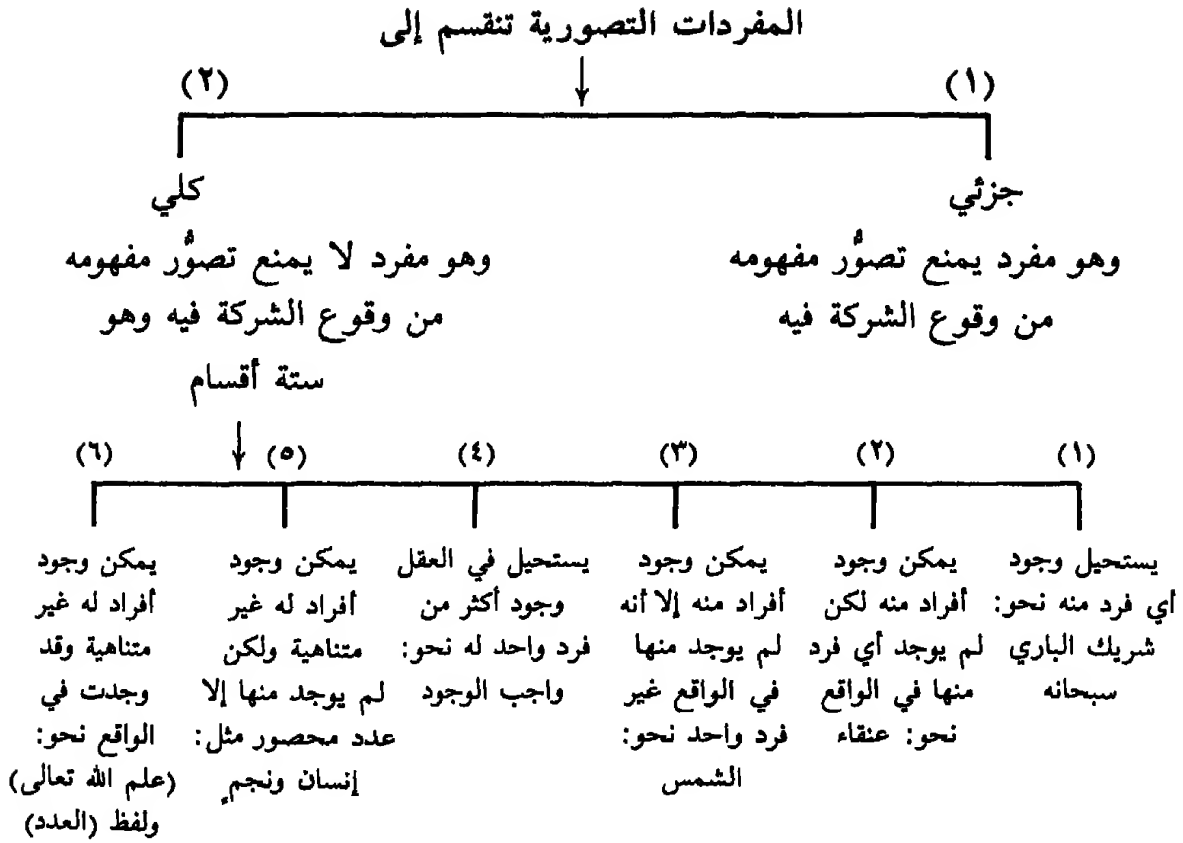 المفردات التصورية تنقسم إلى
(١)
(٢)
جزئي
وهو مفرد يمنع تصوُّر مفهومه
من وقوع الشركة فيه
كلي
وهو مفرد لا يمنع تصوُّر مفهومه
من وقوع الشركة فيه وهو
ستة أقسام
(١)
يستحيل وجود
أي فرد منه نحو:
شريك الباري
سبحانه
(٢)
يمكن وجود
أفراد منه لكن
لم يوجد أي فرد
منها في الواقع
نحو: عنقاء
(٣)
يمكن وجود
أفراد منه إلا أنه
لم يوجد منها
في الواقع غير
فرد واحد نحو:
الشمس
(٤)
يستحيل في العقل
وجود أكثر من
فرد واحد له نحو:
واجب الوجود
(٥)
يمكن وجود
أفراد له غير
متناهية ولكن
لم يوجد منها إلا
عدد محصور مثل:
إنسان ونجمٍ
(٦)
يمكن وجود
أفراد له غير
متناهية وقد
وجدت في
الواقع نحو:
(علم الله تعالى)
ولفظ (العدد)